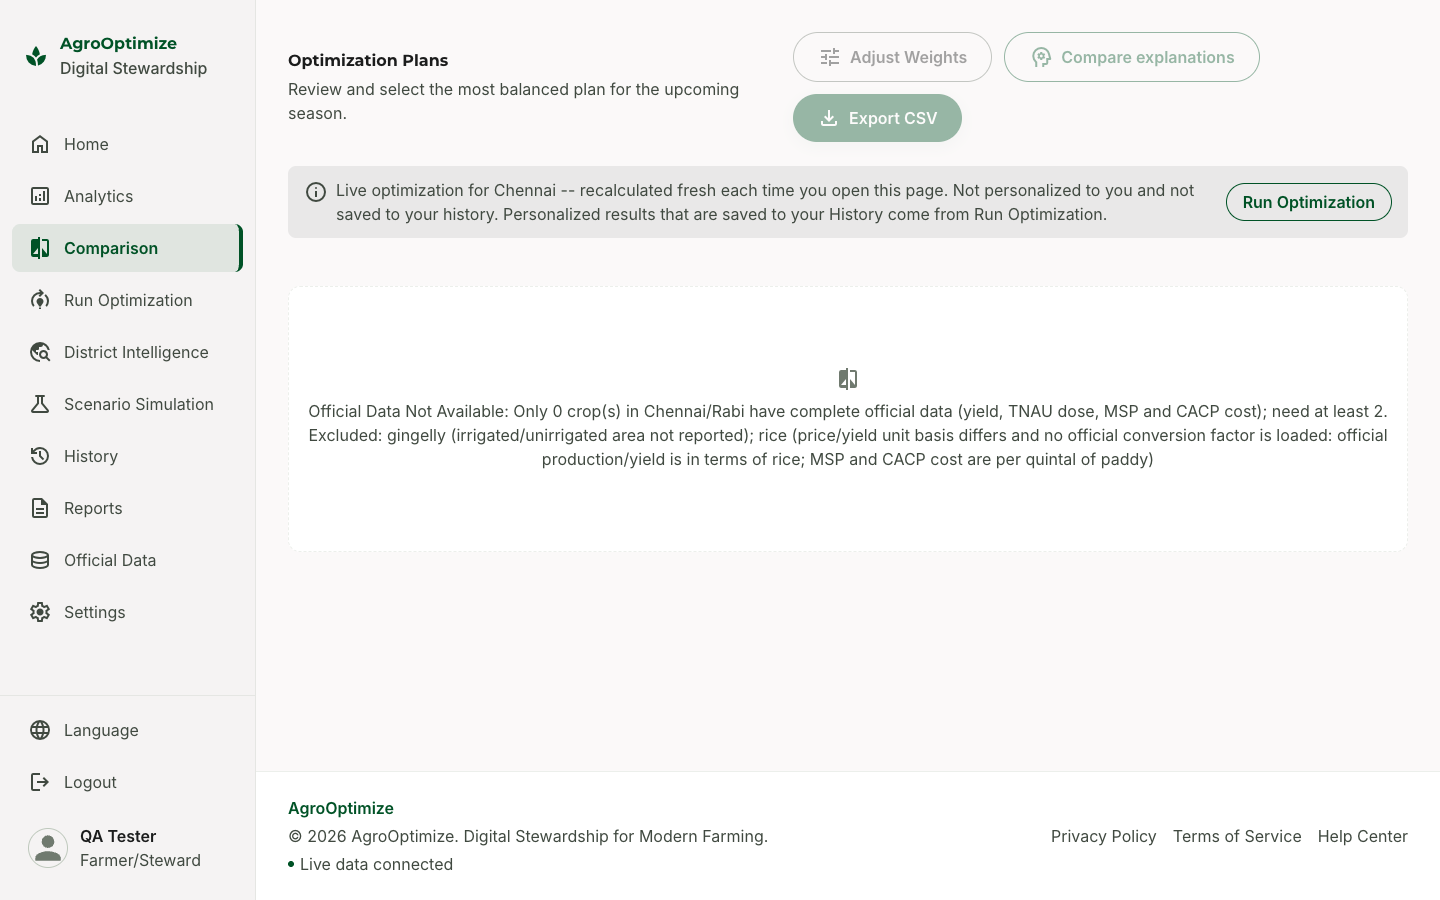 AgroOptimize
Digital Stewardship
Home
Analytics
Comparison
Run Optimization
District Intelligence
Scenario Simulation
History
Reports
Official Data
Settings
Language
Logout
QA Tester
Farmer/Steward
Optimization Plans
Review and select the most balanced plan for the upcoming
season.
Adjust Weights
Compare explanations
Export CSV
Live optimization for Chennai -- recalculated fresh each time you open this page. Not personalized to you and not
saved to your history. Personalized results that are saved to your History come from Run Optimization.
Run Optimization
Official Data Not Available: Only 0 crop(s) in Chennai/Rabi have complete official data (yield, TNAU dose, MSP and CACP cost); need at least 2.
Excluded: gingelly (irrigated/unirrigated area not reported); rice (price/yield unit basis differs and no official conversion factor is loaded: official
production/yield is in terms of rice; MSP and CACP cost are per quintal of paddy)
AgroOptimize
© 2026 AgroOptimize. Digital Stewardship for Modern Farming.
Live data connected
Privacy Policy
Terms of Service
Help Center